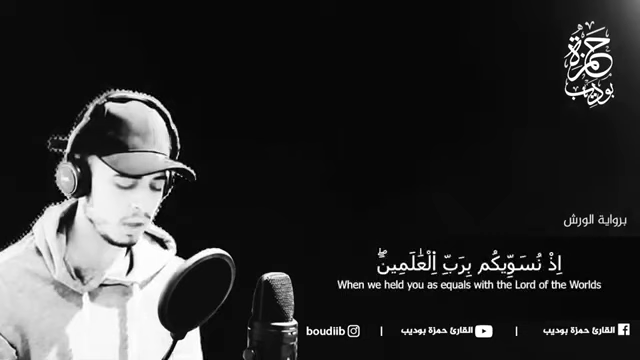 حمزة
بوديب
برواية الورش
إِذْ نُسَوِّيكُم بِرَبِّ اِ۬لْعَٰلَمِينَۖ
When we held you as equals with the Lord of the Worlds
القارئ حمزة بوديب | القارئ حمزة بوديب | boudiib